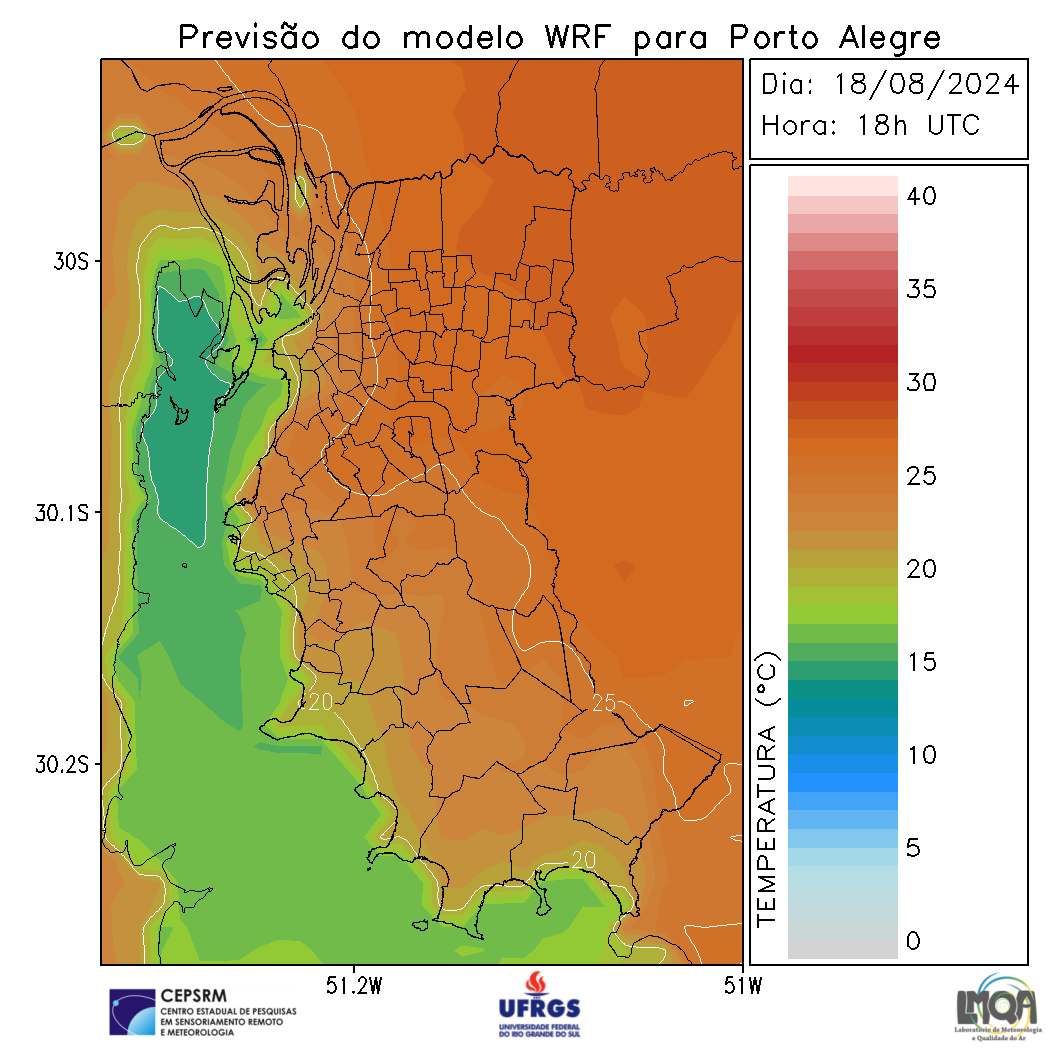 Previsão do modelo WRF para Porto Alegre
Dia: 18/08/2024
Hora: 18h UTC
40
35
30
25
20
15
10
5
0
TEMPERATURA (°C)
30S
30.1S
30.2S
20
25
20
51.2W
51W
CEPSRM
CENTRO ESTADUAL DE PESQUISAS
EM SENSORIAMENTO REMOTO
E METEOROLOGIA
UFRGS
UNIVERSIDADE FEDERAL
DO RIO GRANDE DO SUL
LMQA
Laboratório de Meteorologia
e Qualidade do Ar